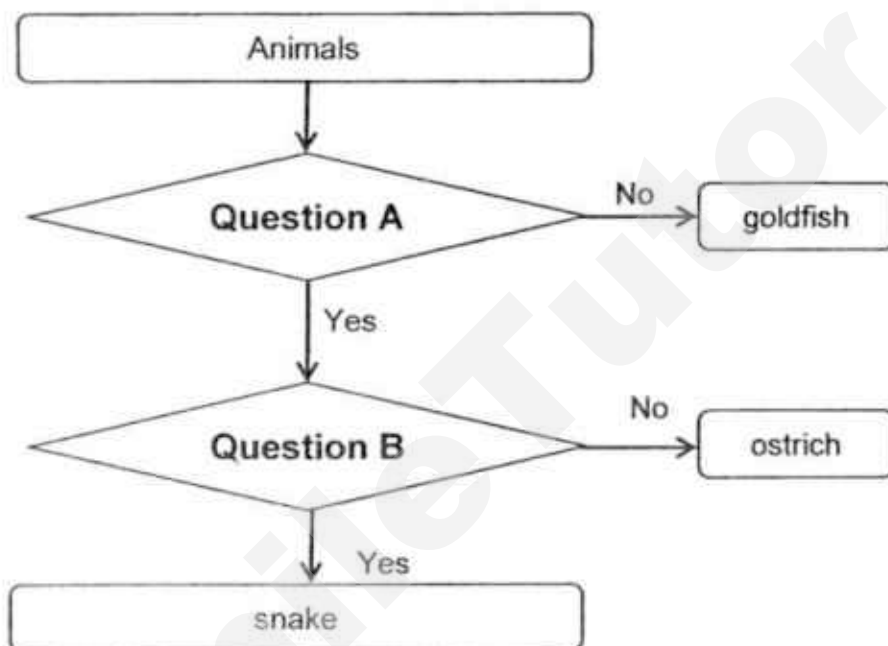 Animals
Question A
No
goldfish
Yes
Question B
No
ostrich
Yes
snake